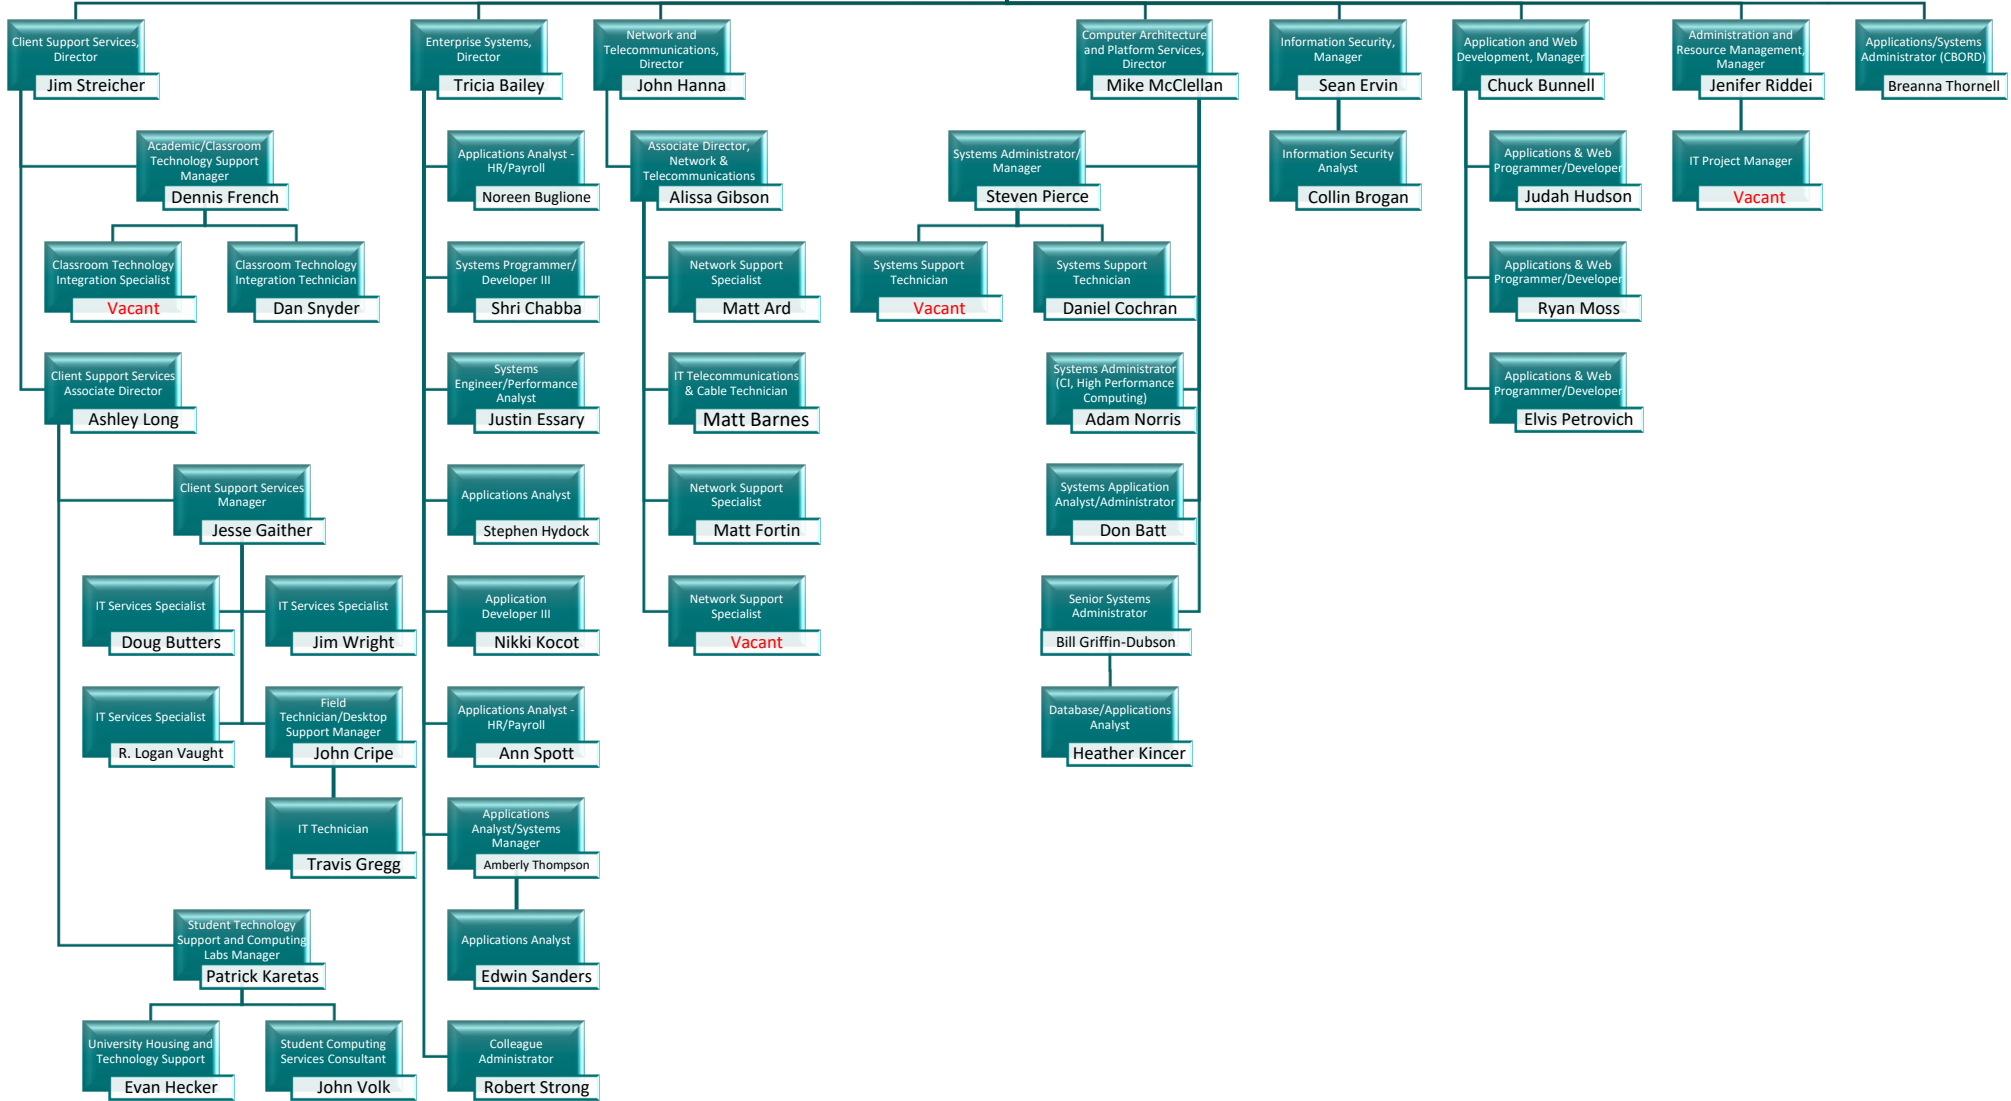 Client Support Services,
Director
Jim Streicher
Enterprise Systems,
Director
Tricia Bailey
Network and
Telecommunications,
Director
John Hanna
Computer Architecture
and Platform Services,
Director
Mike McClellan
Information Security,
Manager
Sean Ervin
Application and Web
Development, Manager
Chuck Bunnell
Administration and
Resource Management,
Manager
Jenifer Riddei
Applications/Systems
Administrator (CBORD)
Breanna Thornell
Academic/Classroom
Technology Support
Manager
Dennis French
Applications Analyst -
HR/Payroll
Noreen Buglione
Associate Director,
Network &
Telecommunications
Alissa Gibson
Systems Administrator/
Manager
Steven Pierce
Information Security
Analyst
Collin Brogan
Applications & Web
Programmer/Developer
Judah Hudson
IT Project Manager
Vacant
Classroom Technology
Integration Specialist
Vacant
Classroom Technology
Integration Technician
Dan Snyder
Systems Programmer/
Developer III
Shri Chabba
Network Support
Specialist
Matt Ard
Systems Support
Technician
Vacant
Systems Support
Technician
Daniel Cochran
Applications & Web
Programmer/Developer
Ryan Moss
Client Support Services
Associate Director
Ashley Long
Systems
Engineer/Performance
Analyst
Justin Essary
IT Telecommunications
& Cable Technician
Matt Barnes
Systems Administrator
(CI, High Performance
Computing)
Adam Norris
Applications & Web
Programmer/Developer
Elvis Petrovich
Client Support Services
Manager
Jesse Gaither
Applications Analyst
Stephen Hydock
Network Support
Specialist
Matt Fortin
Systems Application
Analyst/Administrator
Don Batt
IT Services Specialist
Doug Butters
IT Services Specialist
Jim Wright
Application
Developer III
Nikki Kocot
Network Support
Specialist
Vacant
Senior Systems
Administrator
Bill Griffin-Dubson
IT Services Specialist
R. Logan Vaught
Field
Technician/Desktop
Support Manager
John Cripe
Applications Analyst -
HR/Payroll
Ann Spott
Database/Applications
Analyst
Heather Kincer
IT Technician
Travis Gregg
Applications
Analyst/Systems
Manager
Amberly Thompson
Student Technology
Support and Computing
Labs Manager
Patrick Karetas
Applications Analyst
Edwin Sanders
University Housing and
Technology Support
Evan Hecker
Student Computing
Services Consultant
John Volk
Colleague
Administrator
Robert Strong